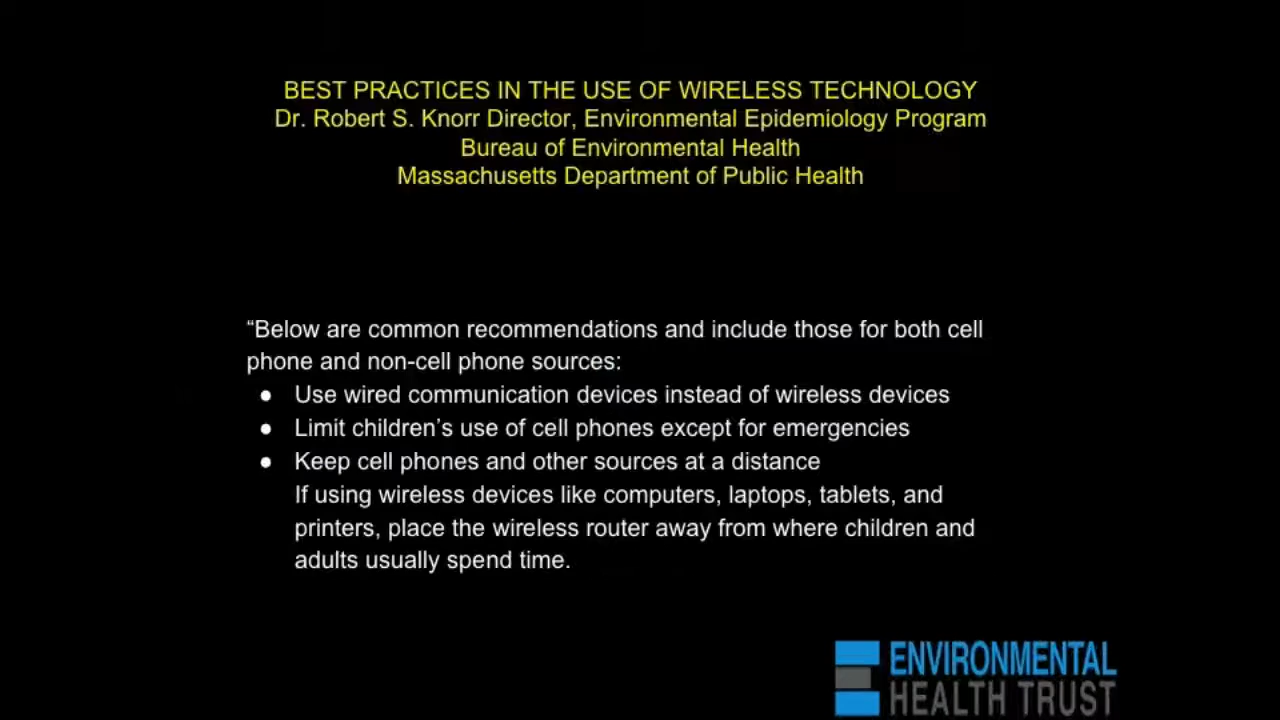 BEST PRACTICES IN THE USE OF WIRELESS TECHNOLOGY
Dr. Robert S. Knorr Director, Environmental Epidemiology Program
Bureau of Environmental Health
Massachusetts Department of Public Health
“Below are common recommendations and include those for both cell
phone and non-cell phone sources:
● Use wired communication devices instead of wireless devices
● Limit children’s use of cell phones except for emergencies
● Keep cell phones and other sources at a distance
If using wireless devices like computers, laptops, tablets, and
printers, place the wireless router away from where children and
adults usually spend time.
ENVIRONMENTAL
HEALTH TRUST